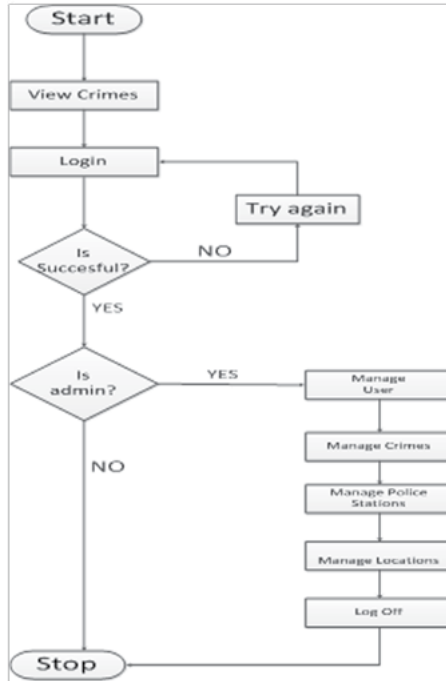 Start
View Crimes
Login
Try again
Is
Succesful?
NO
YES
Is
admin?
YES
Manage
User
NO
Manage Crimes
Manage Police
Stations
Manage Locations
Log Off
Stop